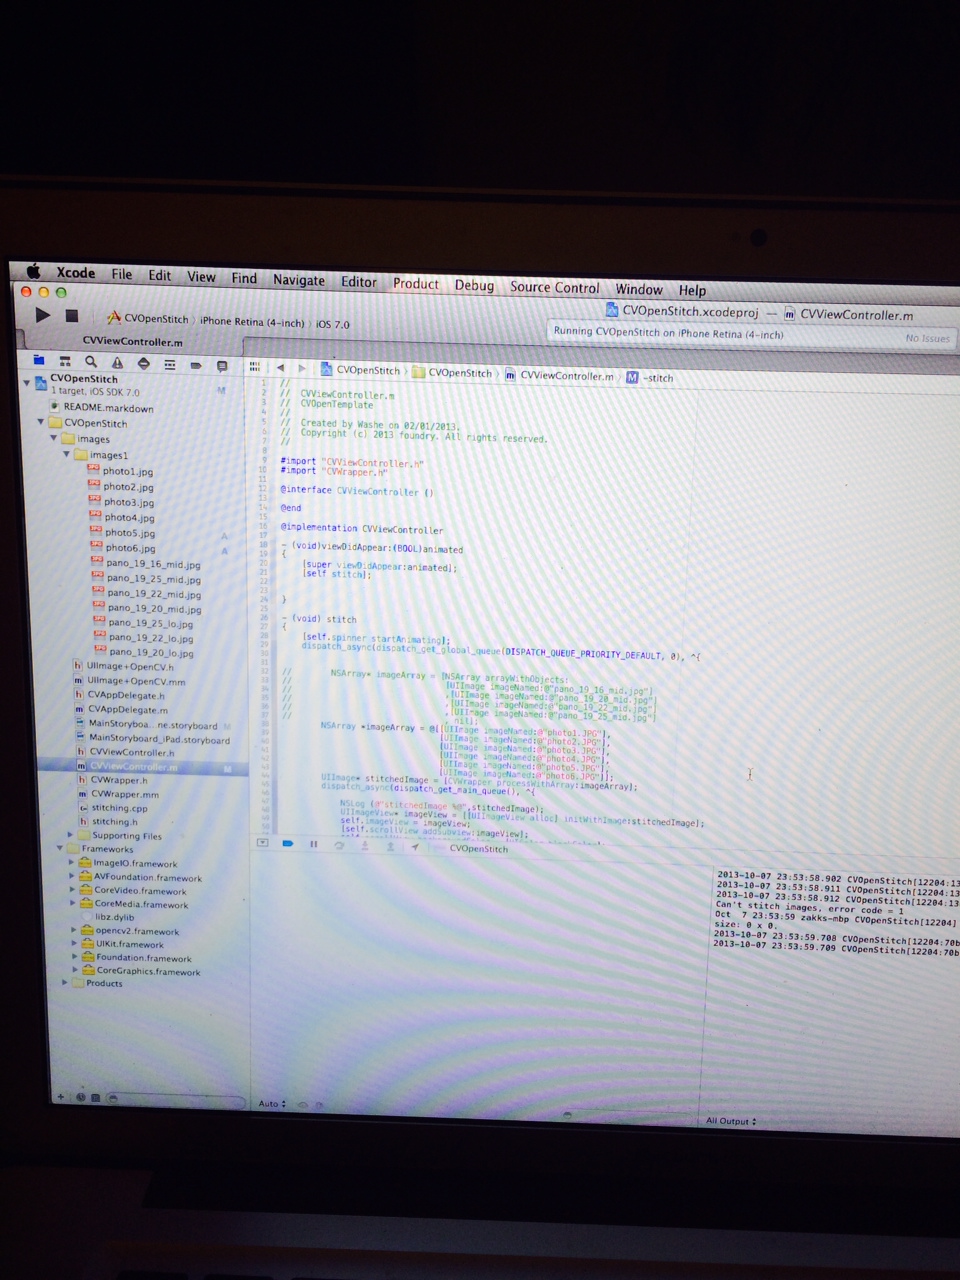 Xcode File Edit View Find Navigate Editor Product Debug Source Control Window Help
CVOpenStitch.xcodeproj — CVViewController.m
CVOpenStitch 〉 iPhone Retina (4-inch) 〉 iOS 7.0
Running CVOpenStitch on iPhone Retina (4-inch)
No Issues
CVViewController.m
CVOpenStitch 〉 CVOpenStitch 〉 CVViewController.m 〉 M -stitch
CVOpenStitch
1 target, iOS SDK 7.0 M
README.markdown
CVOpenStitch
images
images1
photo1.jpg
photo2.jpg
photo3.jpg
photo4.jpg
photo5.jpg A
photo6.jpg A
pano_19_16_mid.jpg
pano_19_25_mid.jpg
pano_19_22_mid.jpg
pano_19_20_mid.jpg
pano_19_25_lo.jpg
pano_19_22_lo.jpg
pano_19_20_lo.jpg
UIImage+OpenCV.h
UIImage+OpenCV.mm
CVAppDelegate.h
CVAppDelegate.m
MainStoryboa...ne.storyboard M
MainStoryboard_iPad.storyboard
CVViewController.h
CVViewController.m M
CVWrapper.h
CVWrapper.mm
stitching.cpp
stitching.h
Supporting Files
Frameworks
ImageIO.framework
AVFoundation.framework
CoreVideo.framework
CoreMedia.framework
libz.dylib
opencv2.framework
UIKit.framework
Foundation.framework
CoreGraphics.framework
Products
//
// CVViewController.m
// CVOpenTemplate
//
// Created by Washe on 02/01/2013.
// Copyright (c) 2013 foundry. All rights reserved.
//
#import "CVViewController.h"
#import "CVWrapper.h"
@interface CVViewController ()
@end
@implementation CVViewController
- (void)viewDidAppear:(BOOL)animated
{
[super viewDidAppear:animated];
[self stitch];
}
- (void) stitch
{
[self.spinner startAnimating];
dispatch_async(dispatch_get_global_queue(DISPATCH_QUEUE_PRIORITY_DEFAULT, 0), ^{
// NSArray* imageArray = [NSArray arrayWithObjects:
// [UIImage imageNamed:@"pano_19_16_mid.jpg"]
// ,[UIImage imageNamed:@"pano_19_20_mid.jpg"]
// ,[UIImage imageNamed:@"pano_19_22_mid.jpg"]
// ,[UIImage imageNamed:@"pano_19_25_mid.jpg"]
// , nil];
NSArray *imageArray = @[[UIImage imageNamed:@"photo1.JPG"],
[UIImage imageNamed:@"photo2.JPG"],
[UIImage imageNamed:@"photo3.JPG"],
[UIImage imageNamed:@"photo4.JPG"],
[UIImage imageNamed:@"photo5.JPG"],
[UIImage imageNamed:@"photo6.JPG"]];
UIImage* stitchedImage = [CVWrapper processWithArray:imageArray];
dispatch_async(dispatch_get_main_queue(), ^{
NSLog (@"stitchedImage %@",stitchedImage);
UIImageView* imageView = [[UIImageView alloc] initWithImage:stitchedImage];
self.imageView = imageView;
[self.scrollView addSubview:imageView];
CVOpenStitch
2013-10-07 23:53:58.902 CVOpenStitch[12204:13
2013-10-07 23:53:58.911 CVOpenStitch[12204:13
2013-10-07 23:53:58.912 CVOpenStitch[12204:13
Can't stitch images, error code = 1
Oct 7 23:53:59 zakks-mbp CVOpenStitch[12204]
size: 0 x 0.
2013-10-07 23:53:59.708 CVOpenStitch[12204:70b
2013-10-07 23:53:59.709 CVOpenStitch[12204:70b
Auto
All Output